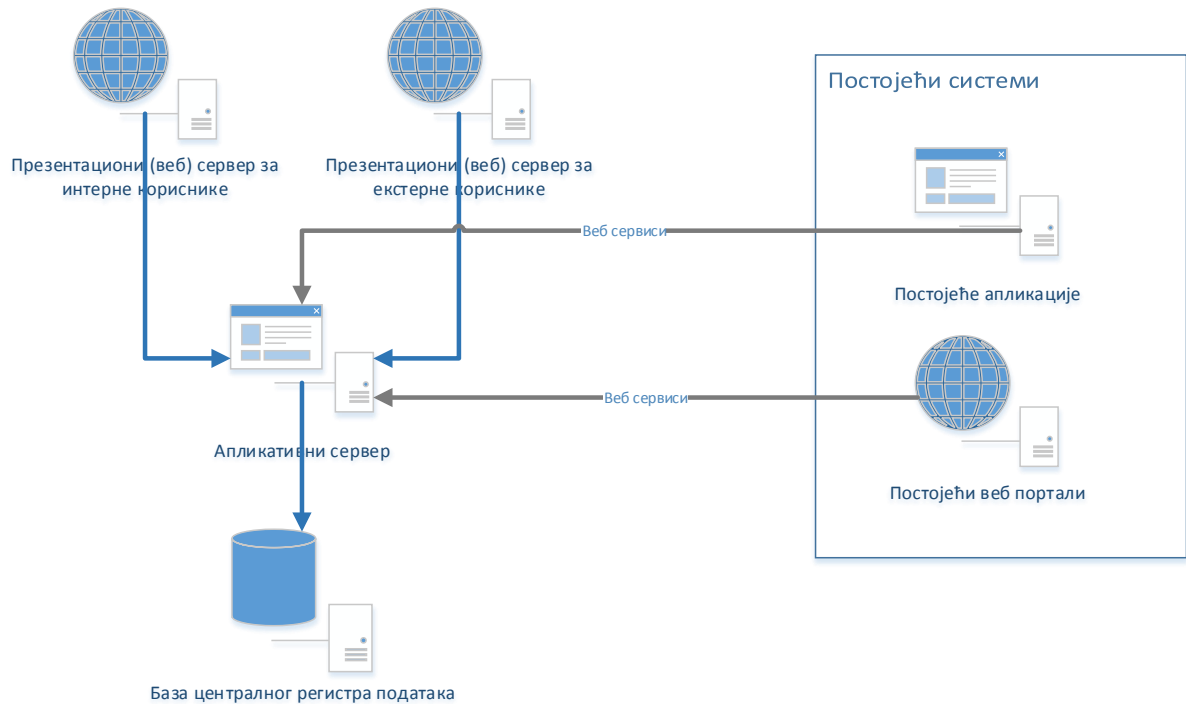 Постојећи системи
Презентациони (веб) сервер за
интерне кориснике
Презентациони (веб) сервер за
екстерне кориснике
Веб сервиси
Постојеће апликације
Веб сервиси
Апликативни сервер
Постојећи веб портали
База централног регистра података